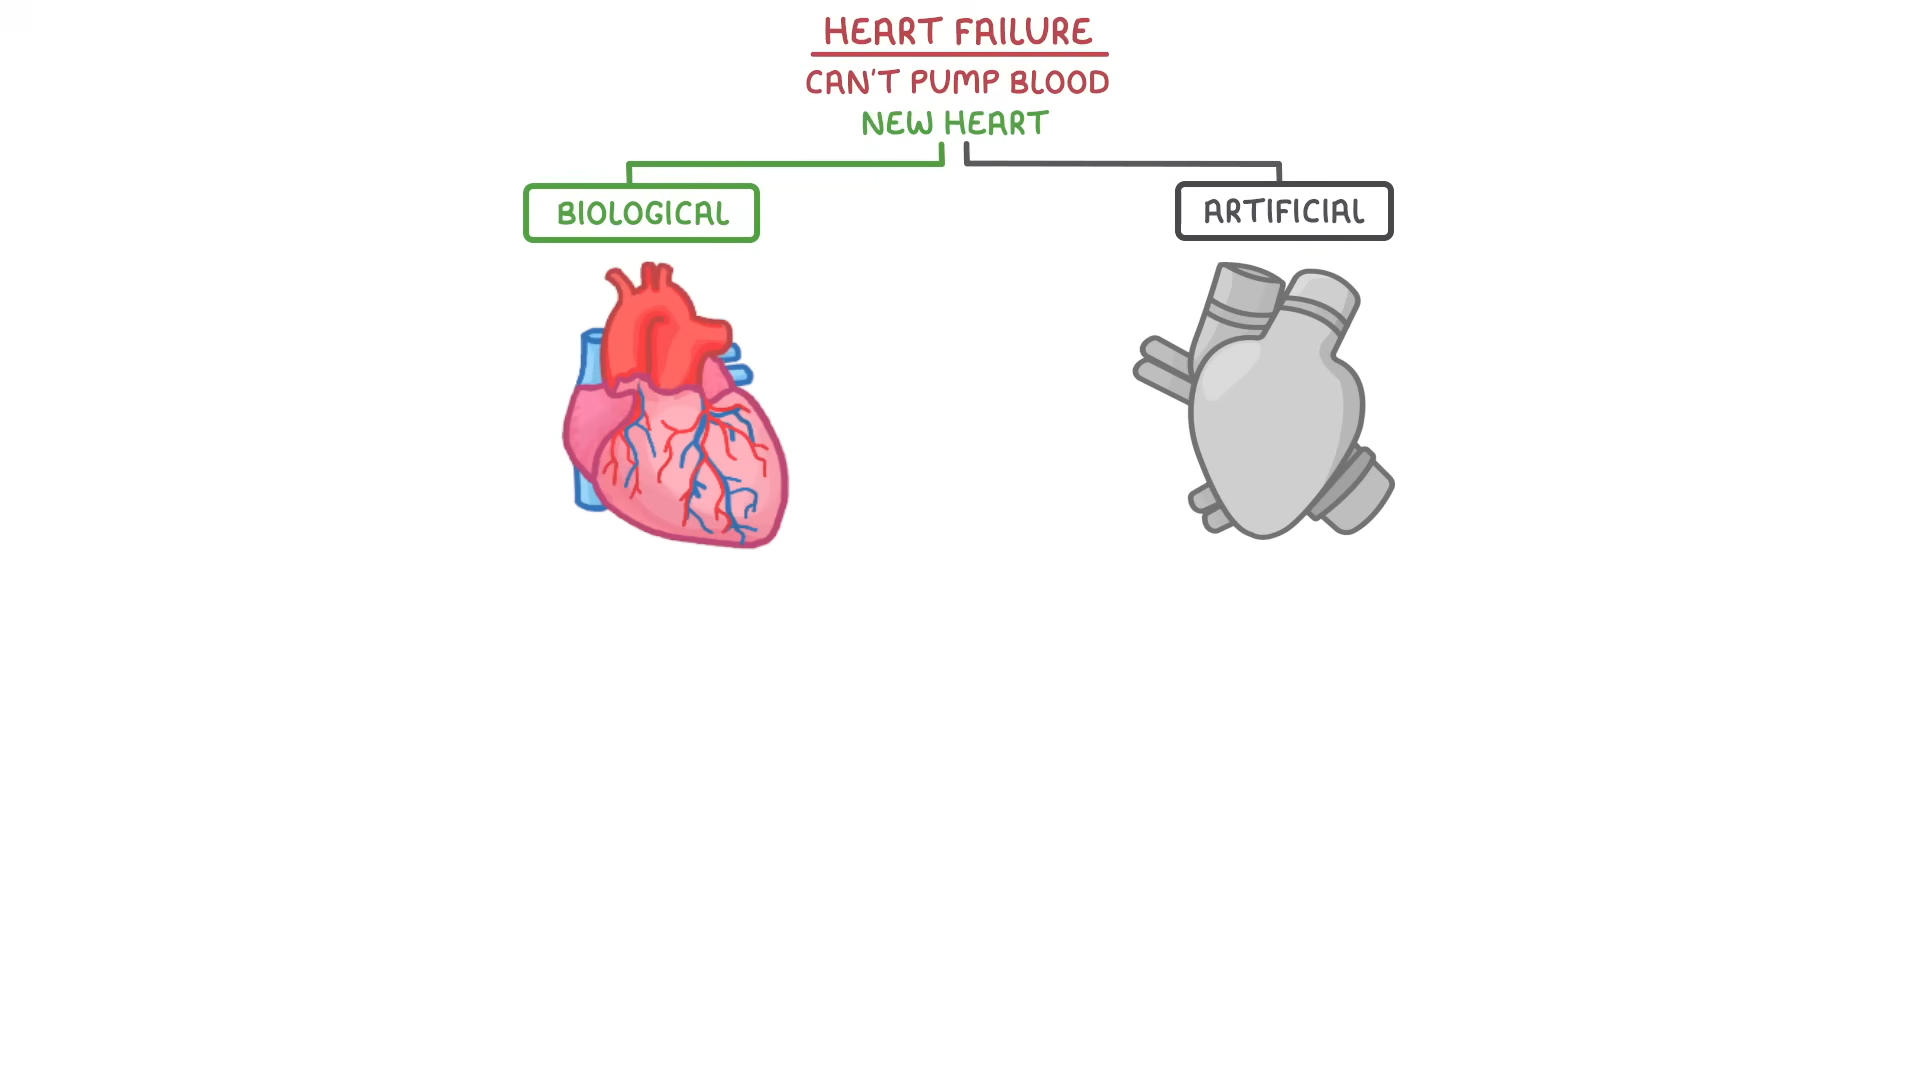 HEART FAILURE
CAN'T PUMP BLOOD
NEW HEART
BIOLOGICAL
ARTIFICIAL